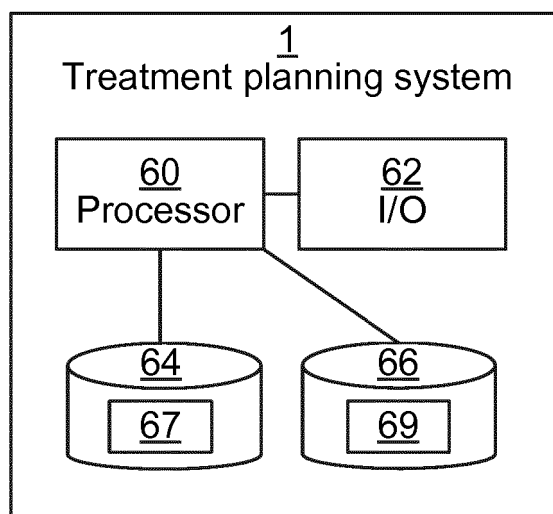 1
Treatment planning system
60
Processor
62
I/O
64
66
67
69